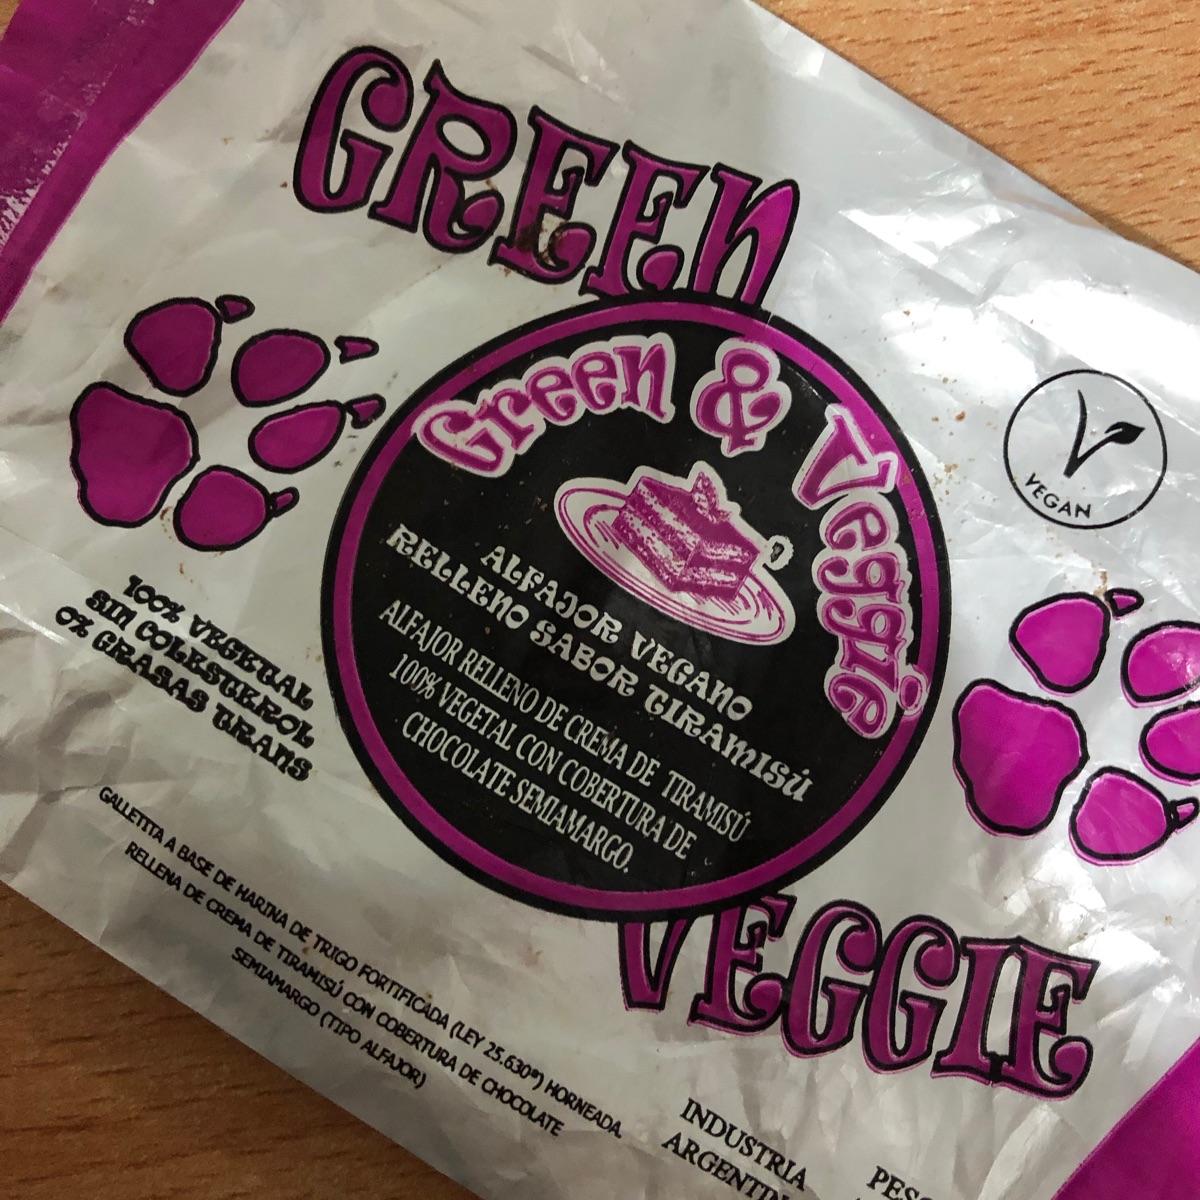 GREEN
Green & Veggie
ALFAJOR VEGANO
RELLENO SABOR TIRAMISÚ
ALFAJOR RELLENO DE CREMA DE TIRAMISÚ
100% VEGETAL CON COBERTURA DE
CHOCOLATE SEMIAMARGO.
VEGAN
100% VEGETAL
SIN COLESTEROL
0% GRASAS TRANS
VEGGIE
GALLETITA A BASE DE HARINA DE TRIGO FORTIFICADA (LEY 25.630*) HORNEADA.
RELLENA DE CREMA DE TIRAMISÚ CON COBERTURA DE CHOCOLATE
SEMIAMARGO (TIPO ALFAJOR)
INDUSTRIA